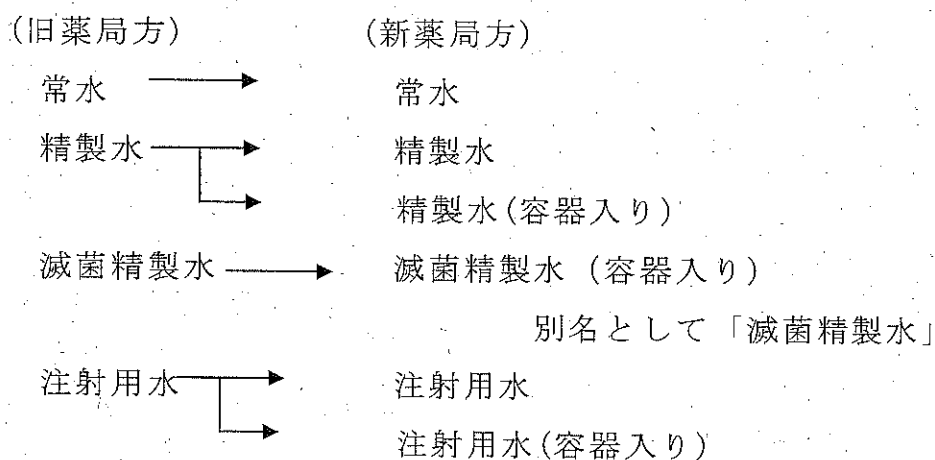 (旧薬局方) (新薬局方)
常水 常水
精製水 精製水
精製水(容器入り)
滅菌精製水 滅菌精製水 (容器入り)
別名として「滅菌精製水」
注射用水 注射用水
注射用水(容器入り)